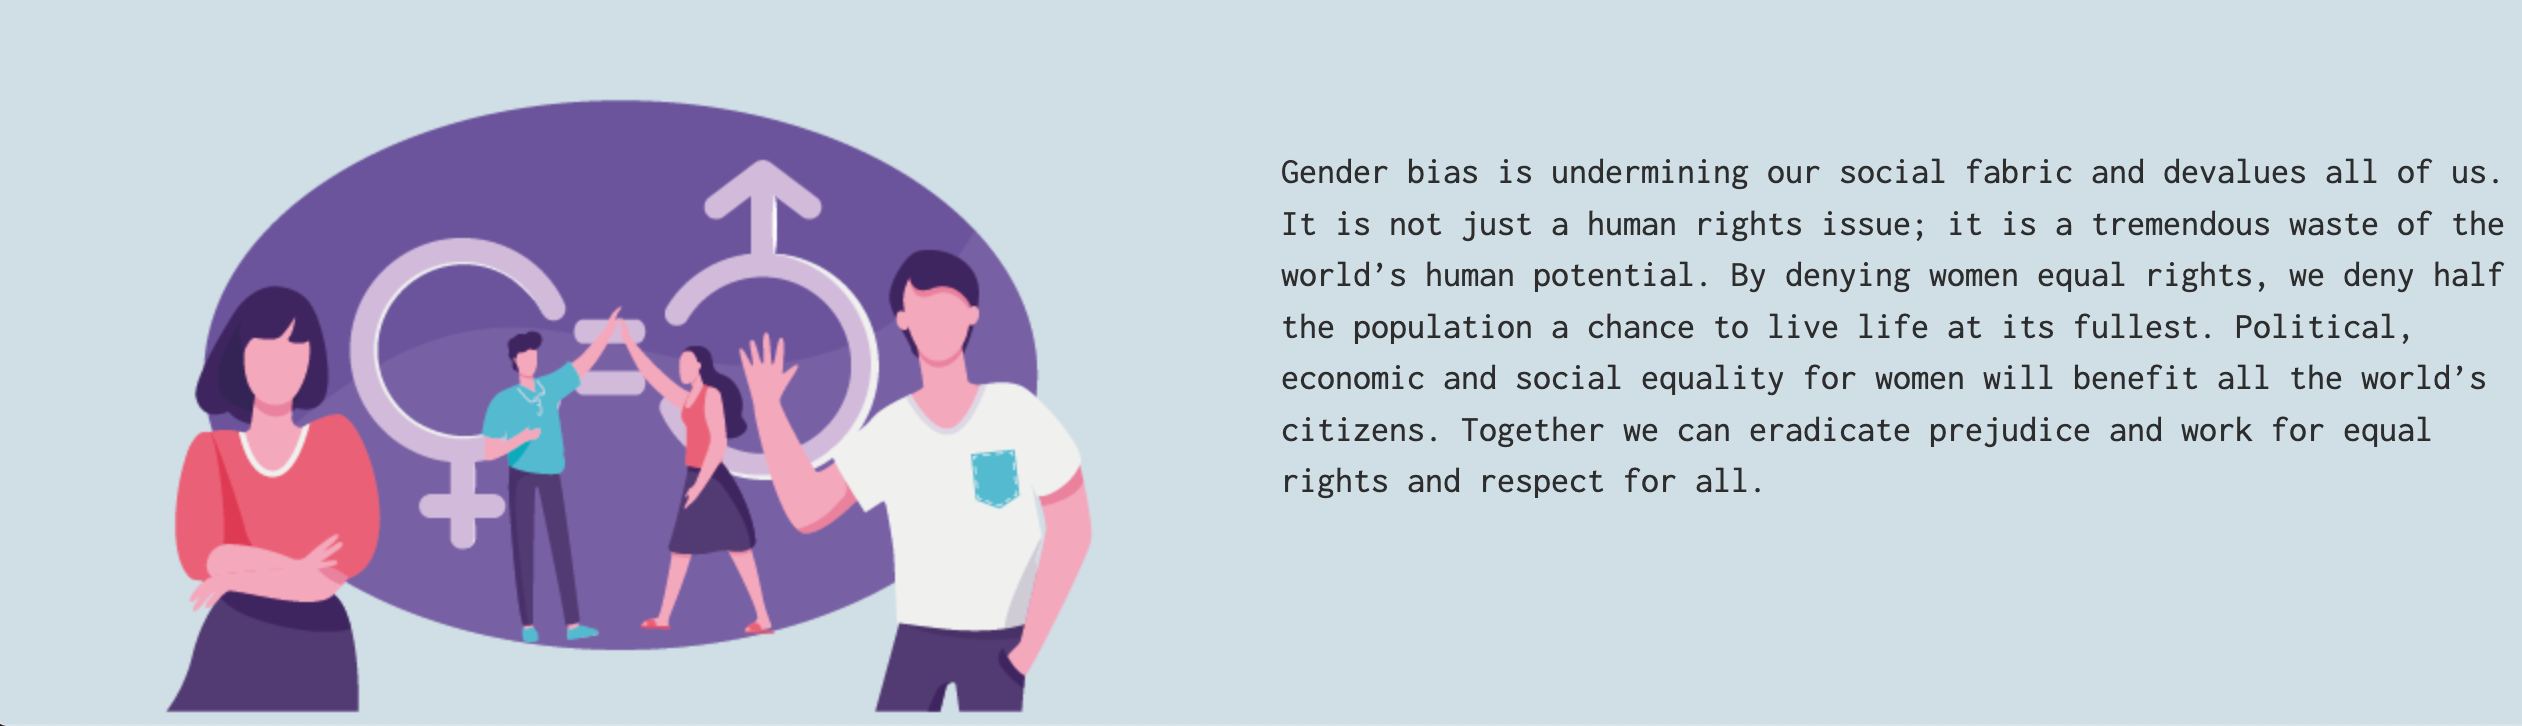 Gender bias is undermining our social fabric and devalues all of us.
It is not just a human rights issue; it is a tremendous waste of the
world’s human potential. By denying women equal rights, we deny half
the population a chance to live life at its fullest. Political,
economic and social equality for women will benefit all the world’s
citizens. Together we can eradicate prejudice and work for equal
rights and respect for all.